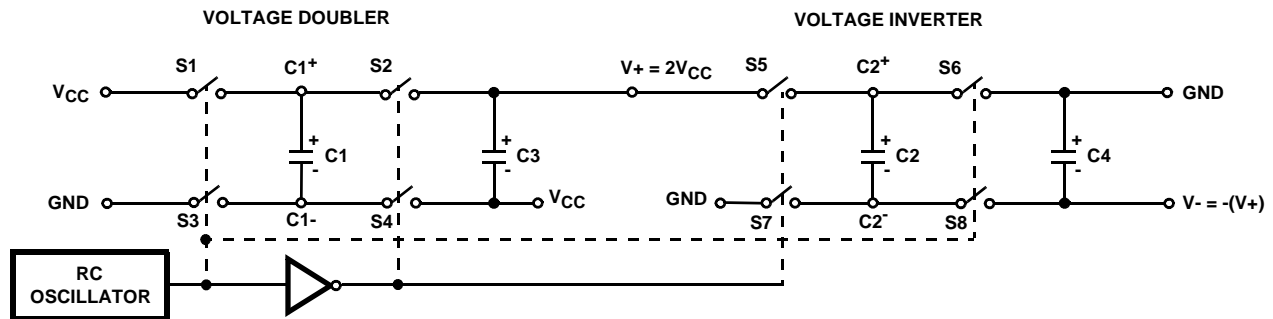 VOLTAGE DOUBLER
VOLTAGE INVERTER
S1 C1+ S2 V+ = 2VCC S5 C2+ S6
VCC GND
+ C1 - + C3 - + C2 - + C4 -
GND S3 C1- S4 VCC GND S7 C2- S8 V- = -(V+)
RC
OSCILLATOR